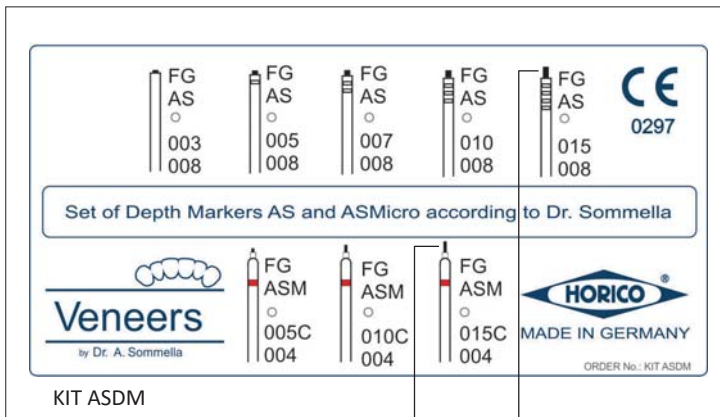 FG
AS
003
008
FG
AS
005
008
FG
AS
007
008
FG
AS
010
008
FG
AS
015
008
CE
0297
Set of Depth Markers AS and ASMicro according to Dr. Sommella
Veneers
by Dr. A. Sommella
FG
ASM
005C
004
FG
ASM
010C
004
FG
ASM
015C
004
HORICO®
MADE IN GERMANY
ORDER No.: KIT ASDM
KIT ASDM